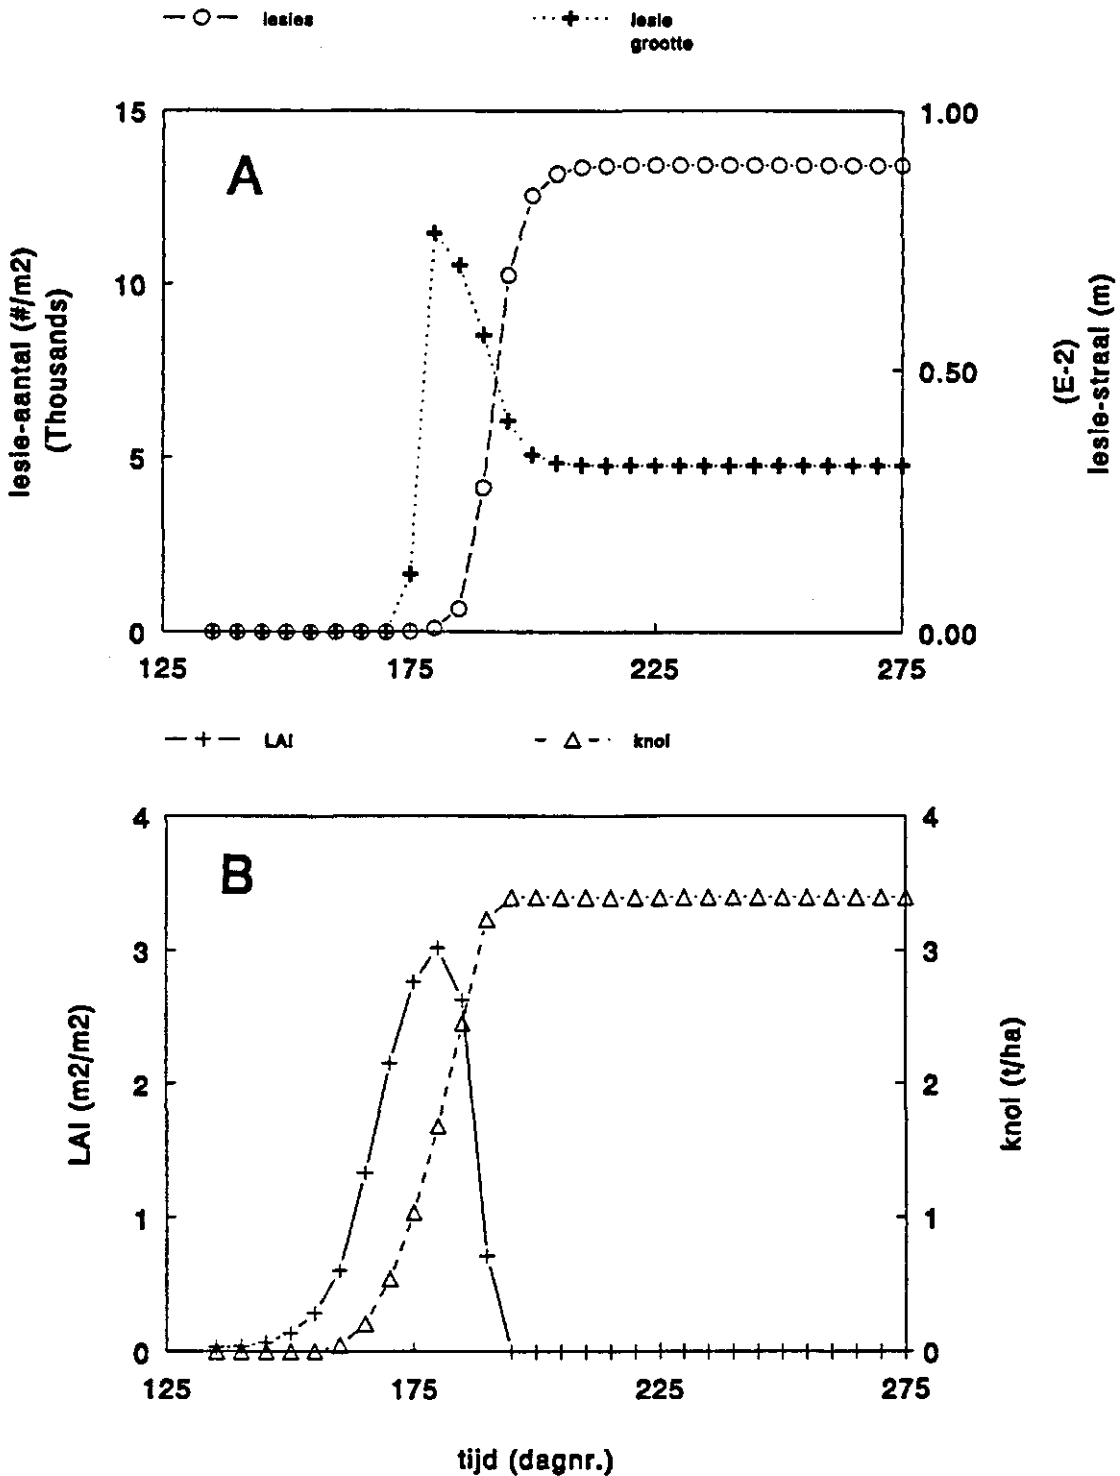 lesies
lesie
grootte
A
15
10
5
0
lesie-aantal (#/m2)
(Thousands)
1.00
0.50
0.00
(E-2)
lesie-straal (m)
125 175 225 275
LAI
knol
B
4
3
2
1
0
LAI (m2/m2)
4
3
2
1
0
knol (t/ha)
125 175 225 275
tijd (dagnr.)